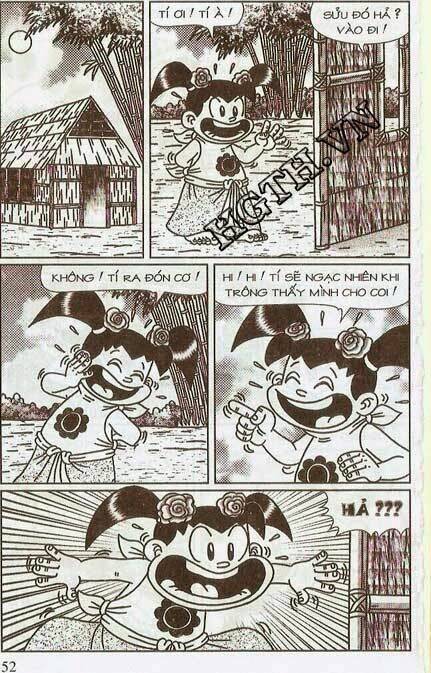 TÍ ƠI! TÍ À!
SỬU ĐÓ HẢ?
VÀO ĐI!
HGTH.VN
KHÔNG! TÍ RA ĐÓN CƠ!
HI! HI! TÍ SẼ NGẠC NHIÊN KHI
TRÔNG THẤY MÌNH CHO COI!
HẢ ???
52